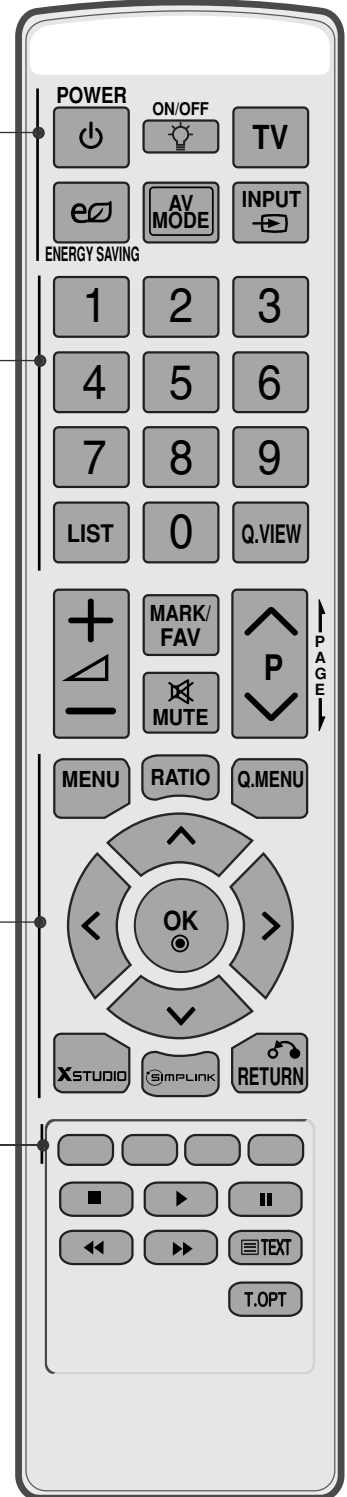 POWER
ON/OFF
TV
e
AV
MODE
INPUT
ENERGY SAVING
1 2 3
4 5 6
7 8 9
LIST 0 Q.VIEW
MARK/
FAV
P
PAGE
MUTE
MENU RATIO Q.MENU
OK
XSTUDIO SIMPLINK RETURN
TEXT
T.OPT